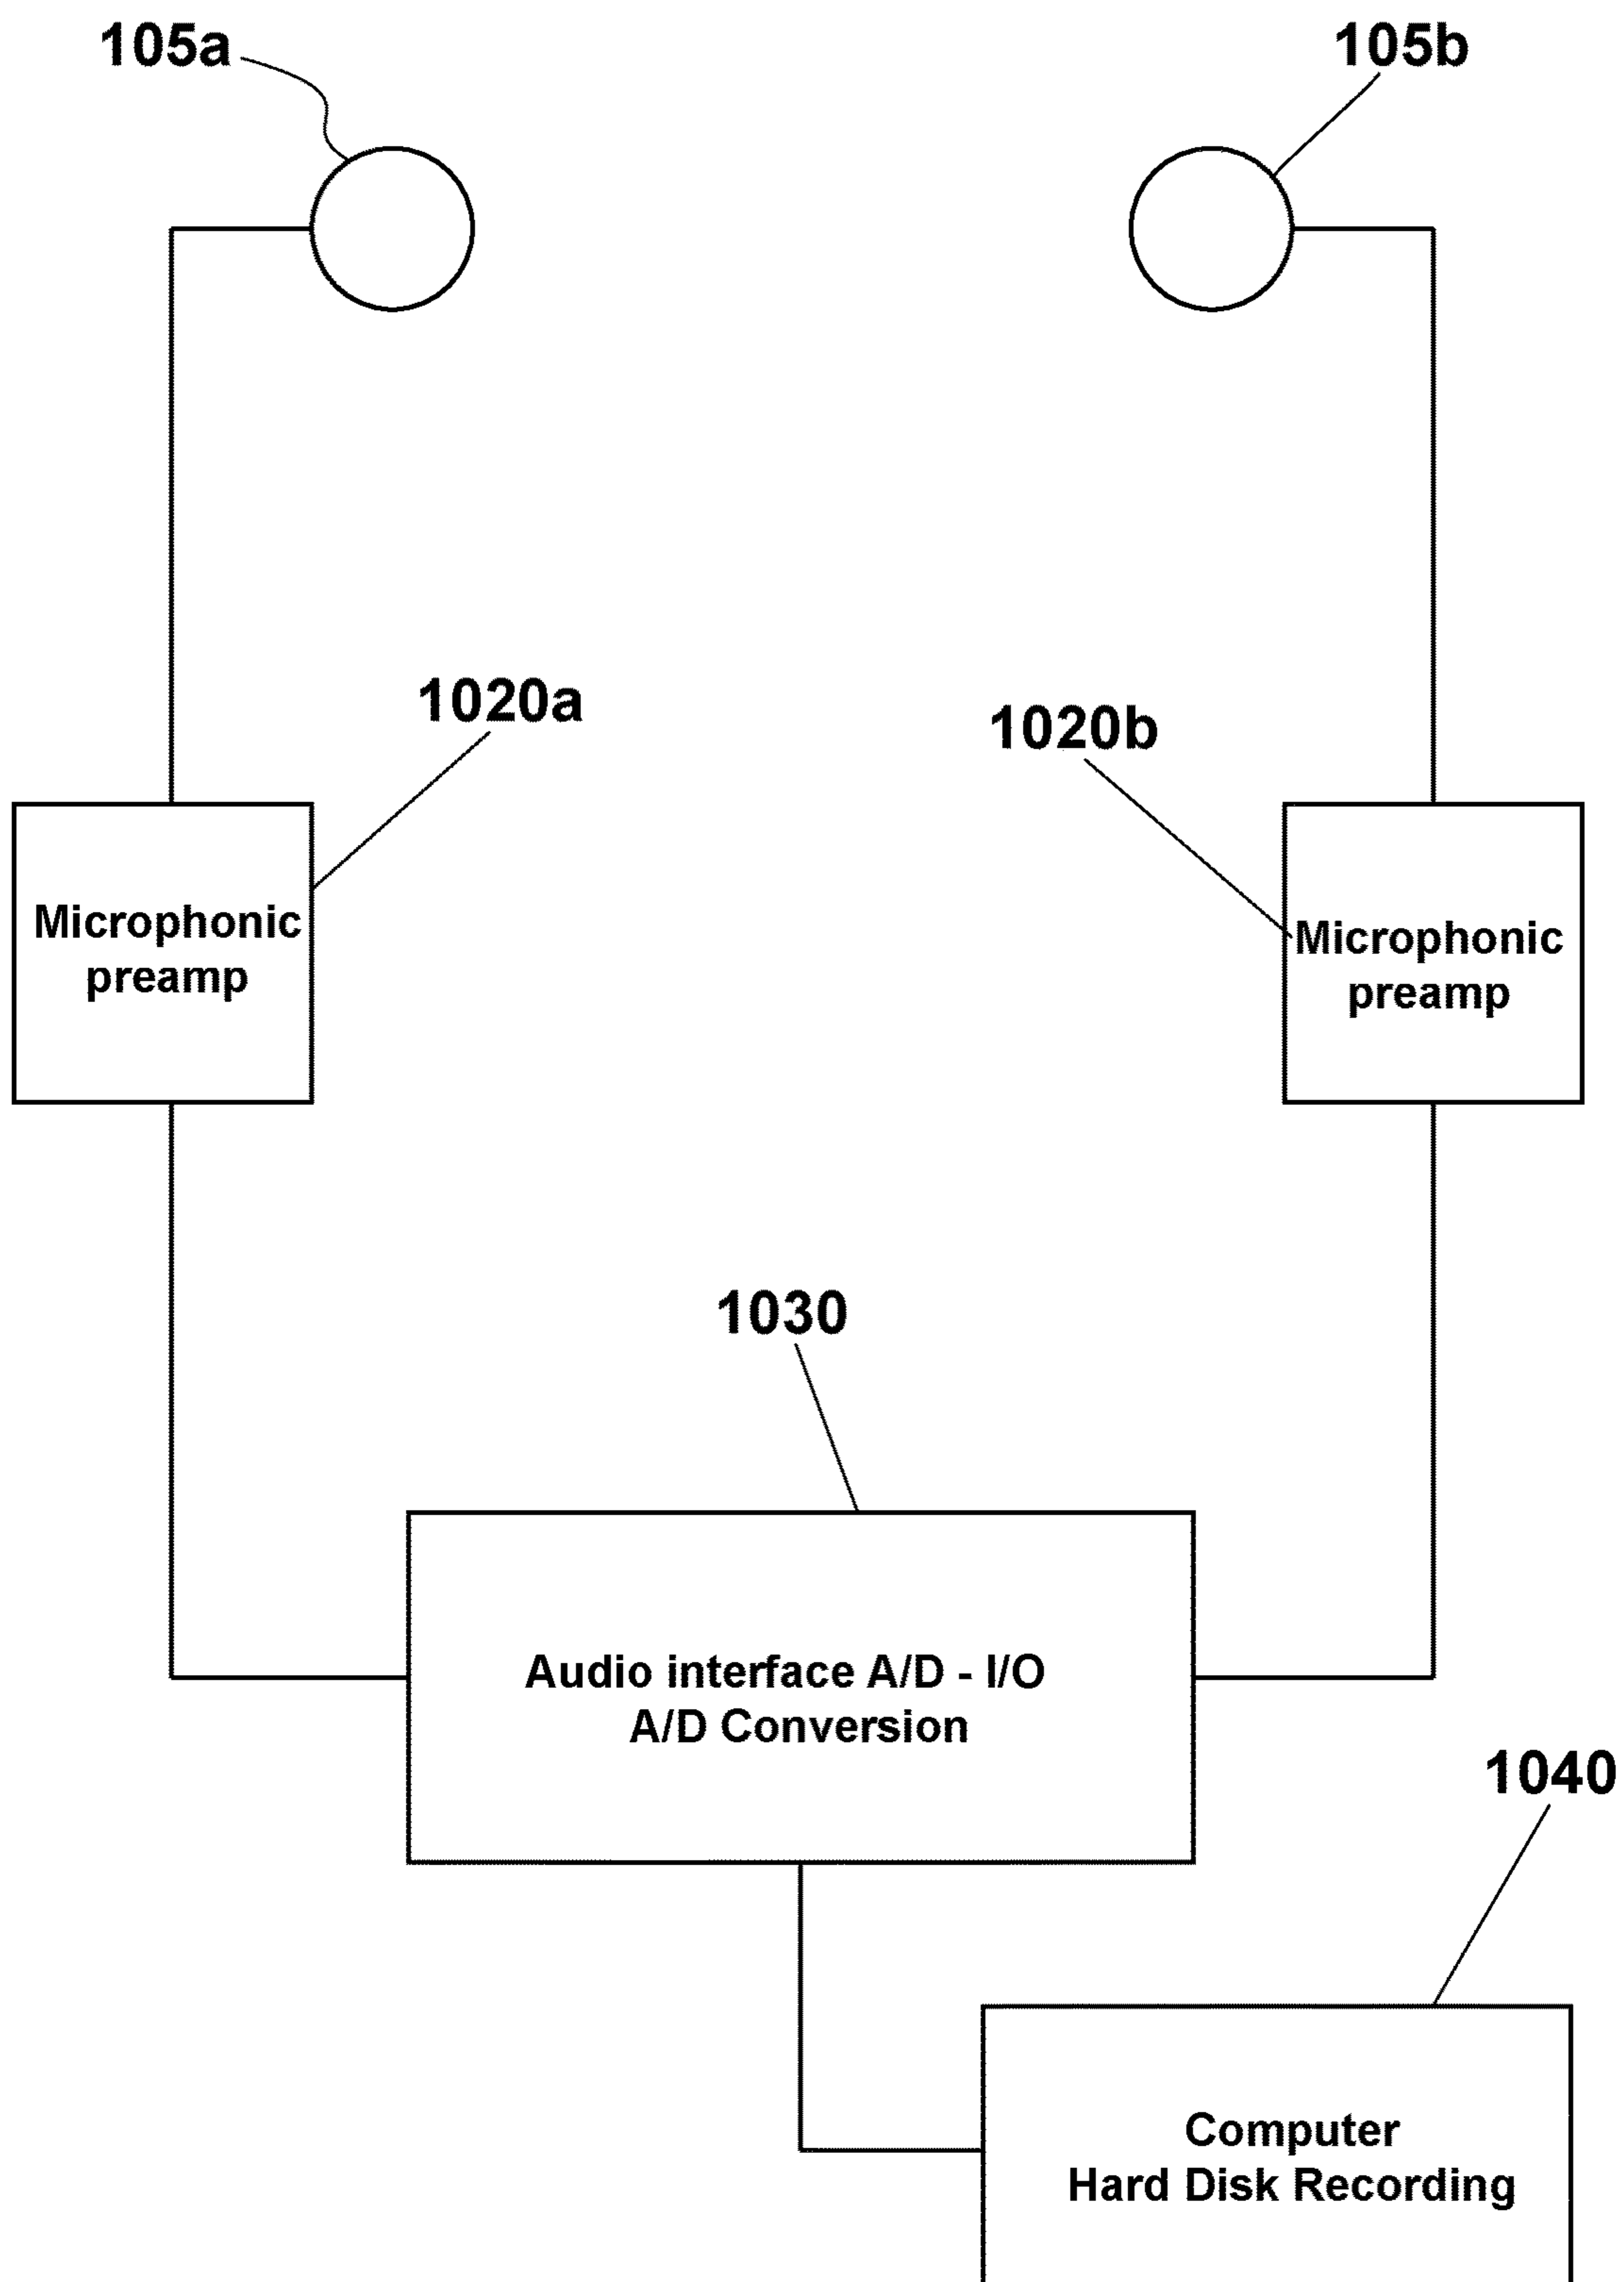 105a
105b
1020a
1020b
Microphonic
preamp
Microphonic
preamp
1030
Audio interface A/D - I/O
A/D Conversion
1040
Computer
Hard Disk Recording